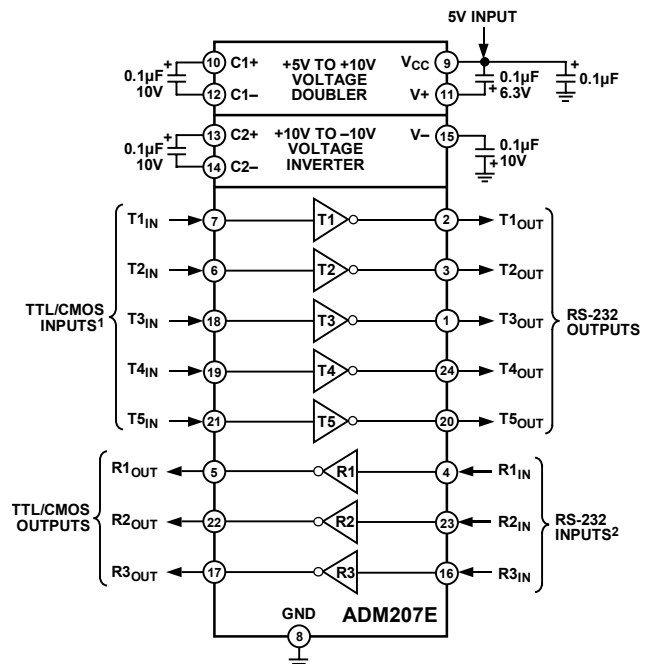 5V INPUT
0.1µF
10V
+
10
C1+
12
C1–
+5V TO +10V
VOLTAGE
DOUBLER
VCC
9
V+
11
+
0.1µF
6.3V
+
0.1µF
0.1µF
10V
+
13
C2+
14
C2–
+10V TO –10V
VOLTAGE
INVERTER
V–
15
+
0.1µF
10V
TTL/CMOS
INPUTS1
T1IN 7 T1 2 T1OUT
T2IN 6 T2 3 T2OUT
T3IN 18 T3 1 T3OUT
T4IN 19 T4 24 T4OUT
T5IN 21 T5 20 T5OUT
RS-232
OUTPUTS
TTL/CMOS
OUTPUTS
R1OUT 5 R1 4 R1IN
R2OUT 22 R2 23 R2IN
R3OUT 17 R3 16 R3IN
RS-232
INPUTS2
GND
8
ADM207E